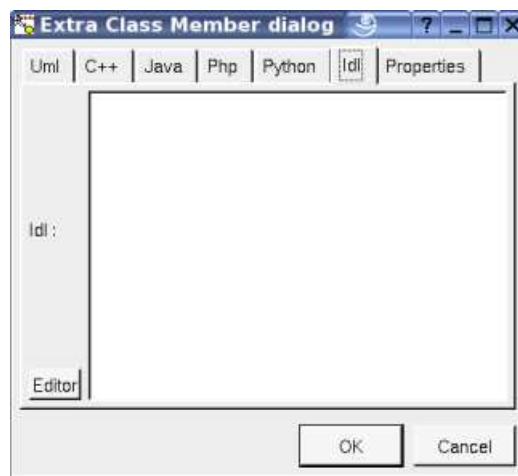 Extra Class Member dialog ? _
Uml C++ Java Php Python Idl Properties
Idl :
Editor
OK Cancel